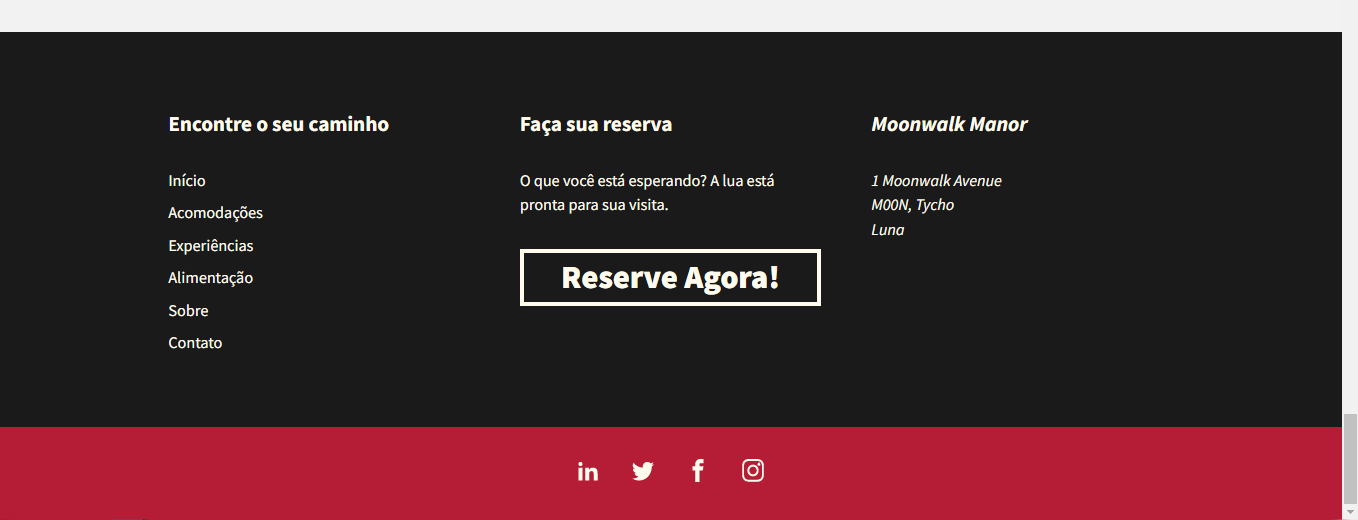 Encontre o seu caminho
Início
Acomodações
Experiências
Alimentação
Sobre
Contato
Faça sua reserva
O que você está esperando? A lua está
pronta para sua visita.
Reserve Agora!
Moonwalk Manor
1 Moonwalk Avenue
M00N, Tycho
Luna